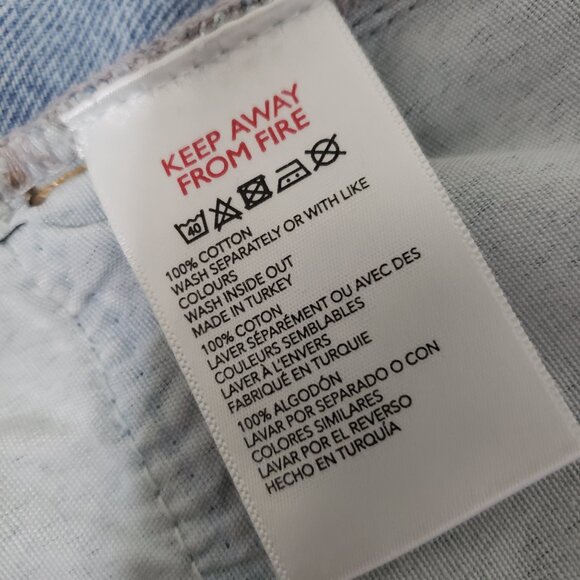 KEEP AWAY
FROM FIRE
40
100% COTTON
WASH SEPARATELY OR WITH LIKE
COLOURS
WASH INSIDE OUT
MADE IN TURKEY
100% COTON
LAVER SÉPARÉMENT OU AVEC DES
COULEURS SEMBLABLES
LAVER À L'ENVERS
FABRIQUÉ EN TURQUIE
100% ALGODÓN
LAVAR POR SEPARADO O CON
COLORES SIMILARES
LAVAR POR EL REVERSO
HECHO EN TURQUÍA